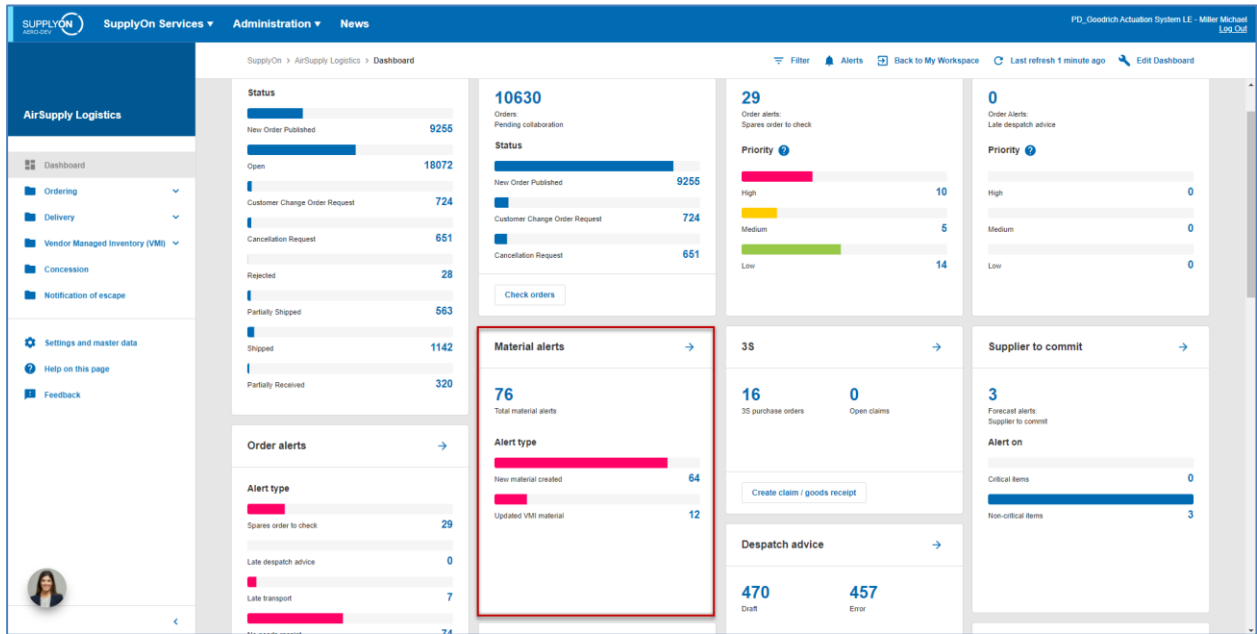 SUPPLYON
AERO-DEV
SupplyOn Services
Administration
News
PD_Goodrich Actuation System LE - Miller Michael
Log Out
SupplyOn > AirSupply Logistics > Dashboard
Filter
Alerts
Back to My Workspace
Last refresh 1 minute ago
Edit Dashboard
AirSupply Logistics
Dashboard
Ordering
Delivery
Vendor Managed Inventory (VMI)
Concession
Notification of escape
Settings and master data
Help on this page
Feedback
Status
New Order Published 9255
Open 18072
Customer Change Order Request 724
Cancellation Request 651
Rejected 28
Partially Shipped 563
Shipped 1142
Partially Received 320
Order alerts
Alert type
Spares order to check 29
Late despatch advice 0
Late transport 7
No goods receipt 74
10630
Orders:
Pending collaboration
Status
New Order Published 9255
Customer Change Order Request 724
Cancellation Request 651
Check orders
Material alerts
76
Total material alerts
Alert type
New material created 64
Updated VMI material 12
29
Order alerts:
Spares order to check
Priority
High 10
Medium 5
Low 14
3S
16 0
3S purchase orders Open claims
Create claim / goods receipt
Despatch advice
470 457
Draft Error
0
Order Alerts:
Late despatch advice
Priority
High 0
Medium 0
Low 0
Supplier to commit
3
Forecast alerts:
Supplier to commit
Alert on
Critical items 0
Non-critical items 3